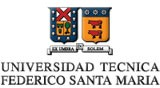 EX UMBRA
IN
SOLEM
UNIVERSIDAD TECNICA
FEDERICO SANTA MARIA